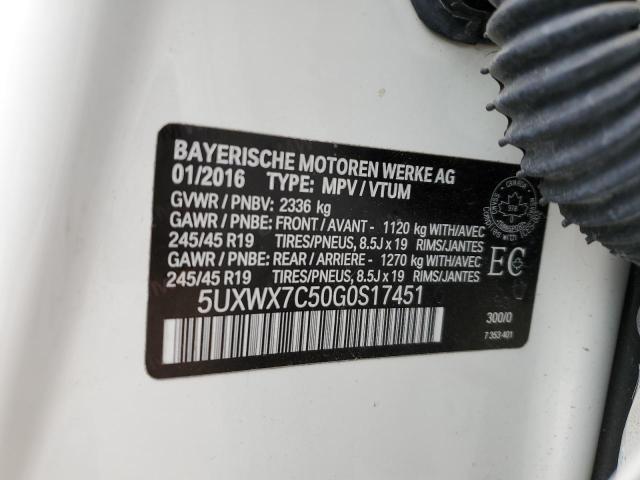 BAYERISCHE MOTOREN WERKE AG
01/2016 TYPE: MPV / VTUM
GVWR / PNBV: 2336 kg
GAWR / PNBE: FRONT / AVANT - 1120 kg WITH/AVEC
245/45 R19 TIRES/PNEUS, 8.5J x 19 RIMS/JANTES
GAWR / PNBE: REAR / ARRIERE - 1270 kg WITH/AVEC
245/45 R19 TIRES/PNEUS, 8.5J x 19 RIMS/JANTES
EC
5UXWX7C50G0S17451
300/0
7 353 401
CANADA